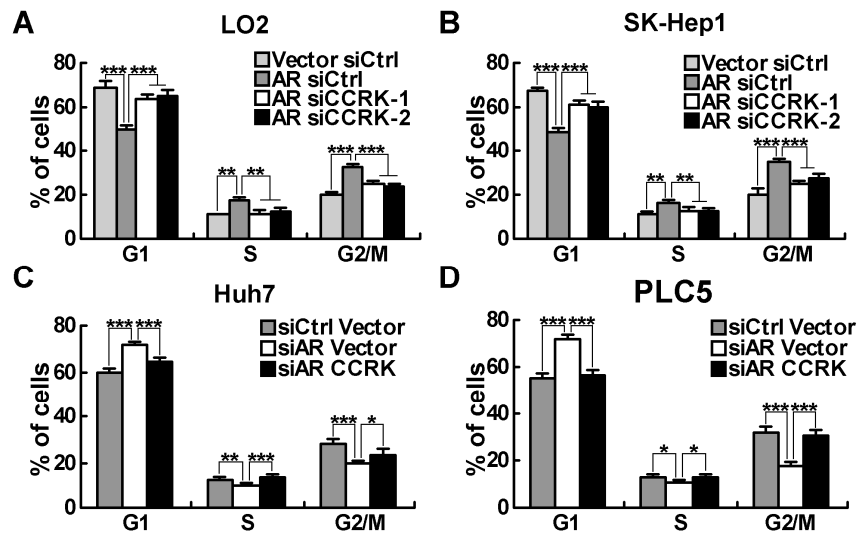 A
LO2
% of cells
80
60
40
20
0
Vector siCtrl
AR siCtrl
AR siCCRK-1
AR siCCRK-2
*** ***
** **
*** ***
G1 S G2/M
B
SK-Hep1
% of cells
80
60
40
20
0
Vector siCtrl
AR siCtrl
AR siCCRK-1
AR siCCRK-2
*** ***
** **
*** ***
G1 S G2/M
C
Huh7
% of cells
80
60
40
20
0
siCtrl Vector
siAR Vector
siAR CCRK
*** ***
** ***
*** *
G1 S G2/M
D
PLC5
% of cells
80
60
40
20
0
siCtrl Vector
siAR Vector
siAR CCRK
*** ***
* *
*** ***
G1 S G2/M